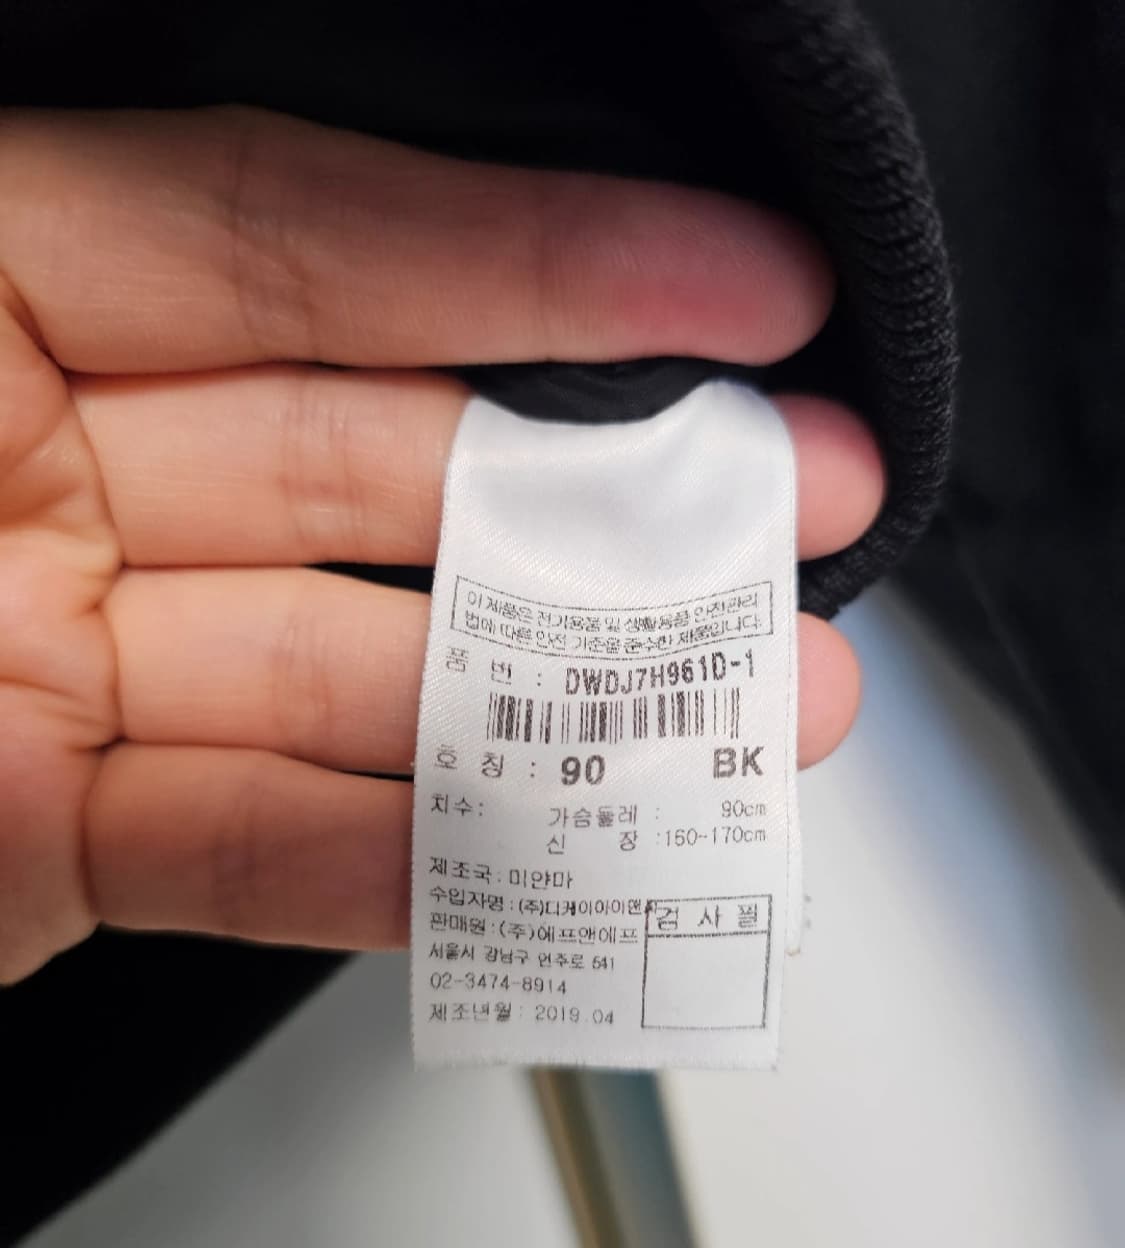 이 제품은 전기용품 및 생활용품 안전관리
법에 따른 안전 기준을 준수한 제품입니다.
품 번 : DWDJ7H961D-1
호 칭 : 90 BK
치수: 가슴둘레 : 90cm
신 장 :160~170cm
제조국:미얀마
수입자명:(주)디케이아이앤
판매원:(주)에프앤에프
검 사 필
서울시 강남구 언주로 541
02-3474-8914
제조년월: 2019.04